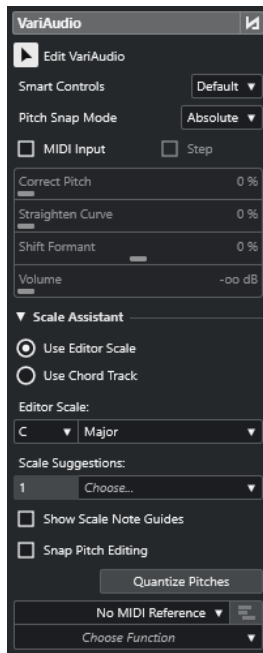 VariAudio
Edit VariAudio
Smart Controls Default
Pitch Snap Mode Absolute
MIDI Input Step
Correct Pitch 0 %
Straighten Curve 0 %
Shift Formant 0 %
Volume -oo dB
Scale Assistant
Use Editor Scale
Use Chord Track
Editor Scale:
C Major
Scale Suggestions:
1 Choose...
Show Scale Note Guides
Snap Pitch Editing
Quantize Pitches
No MIDI Reference
Choose Function